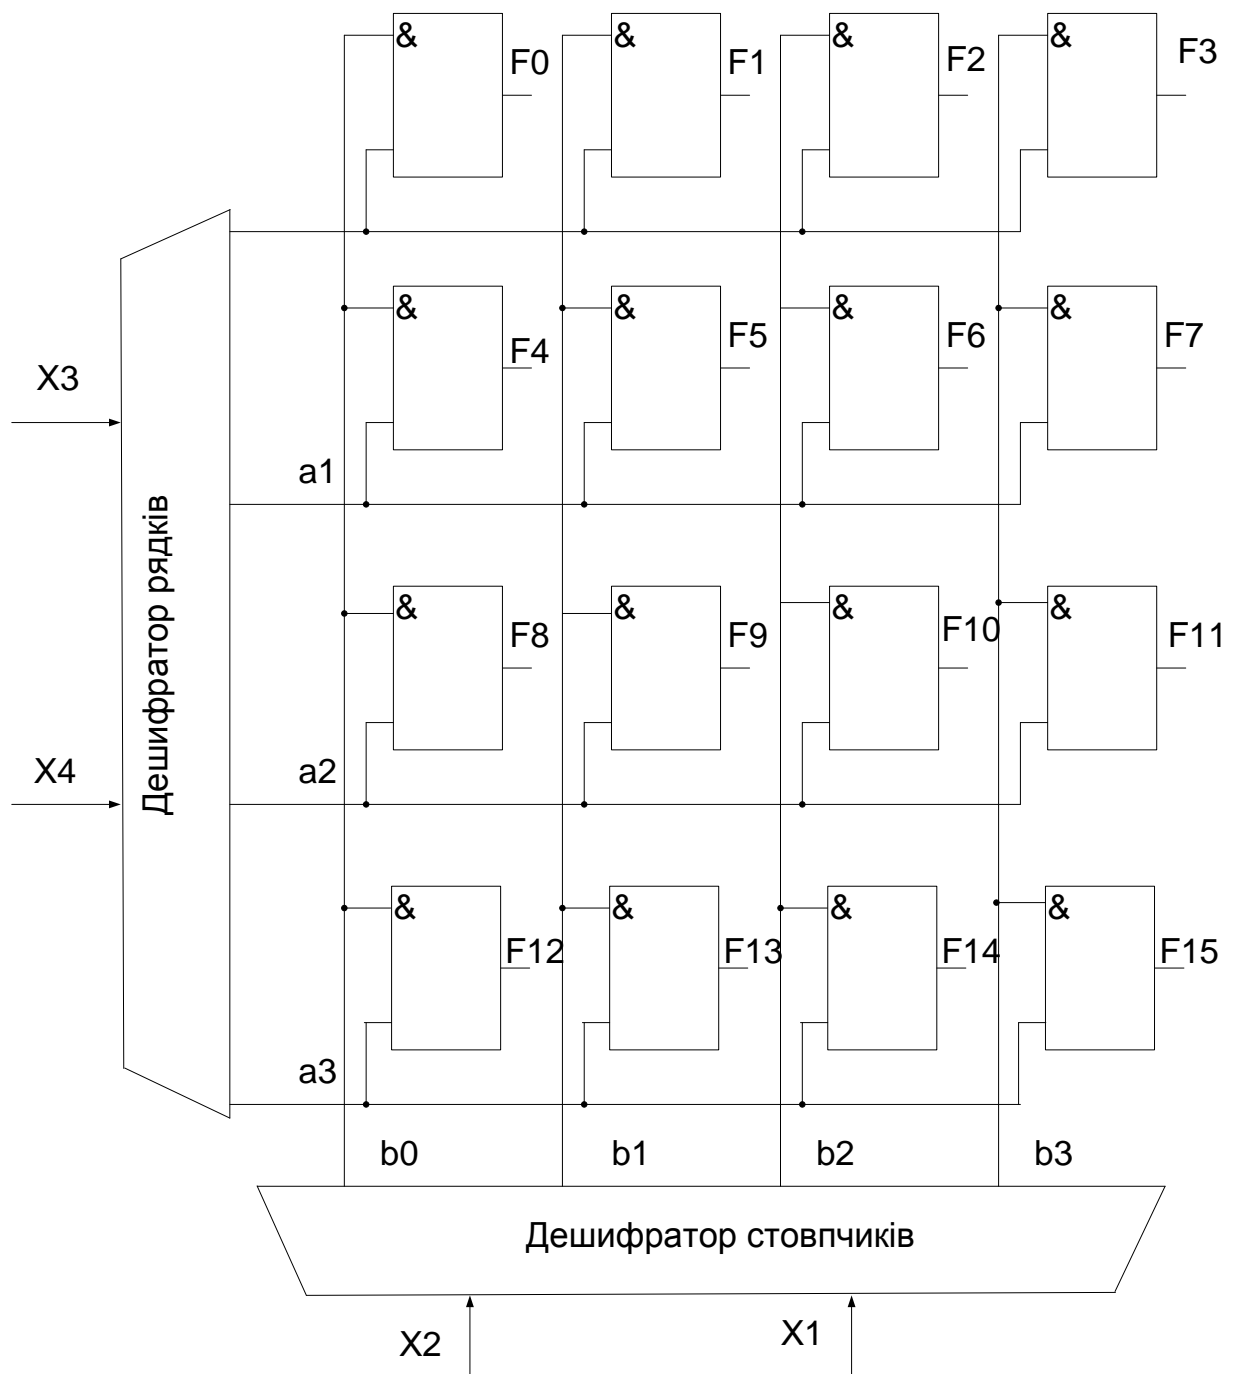 & & & &
F0 F1 F2 F3
& & & &
F4 F5 F6 F7
X3
a1
Дешифратор рядків
& & & &
F8 F9 F10 F11
X4
a2
& & & &
F12 F13 F14 F15
a3
b0 b1 b2 b3
Дешифратор стовпчиків
X2 X1